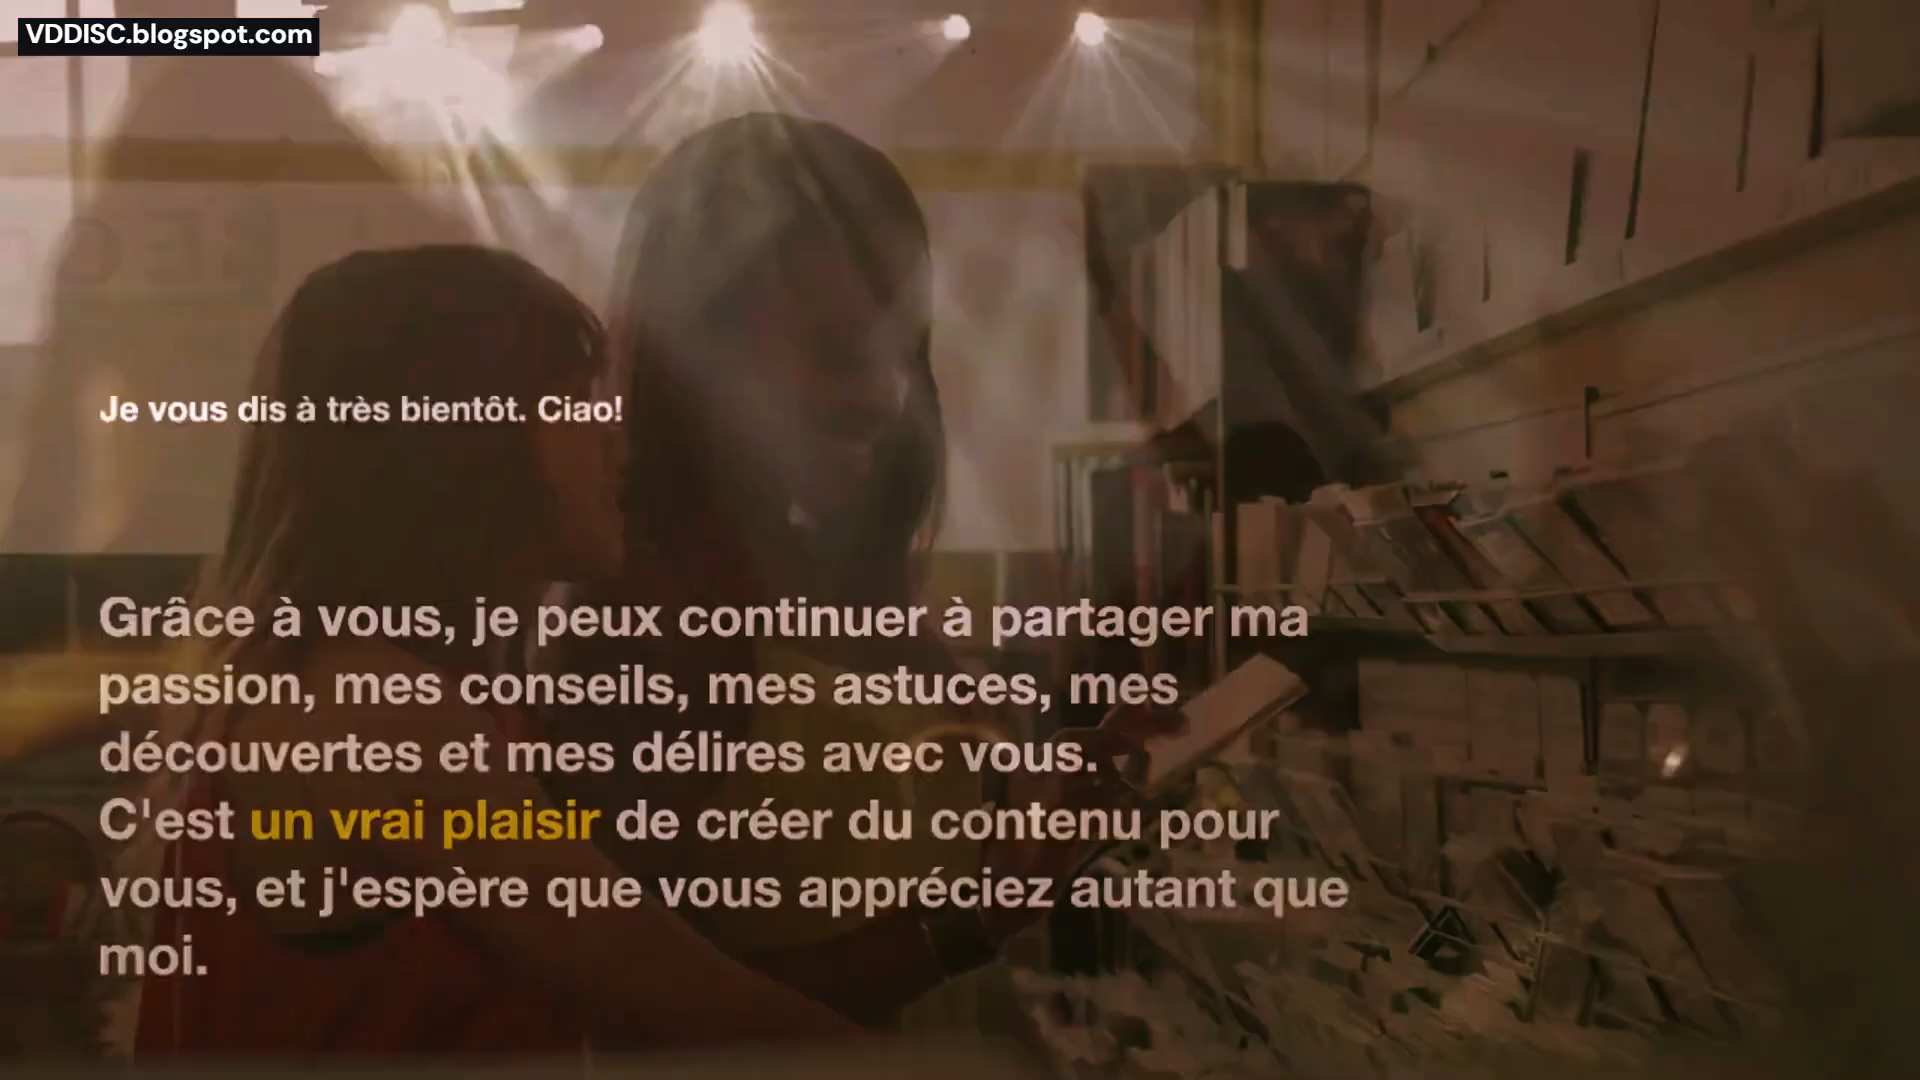 VDDISC.blogspot.com
Je vous dis à très bientôt. Ciao!
Grâce à vous, je peux continuer à partager ma
passion, mes conseils, mes astuces, mes
découvertes et mes délires avec vous.
C'est un vrai plaisir de créer du contenu pour
vous, et j'espère que vous appréciez autant que
moi.